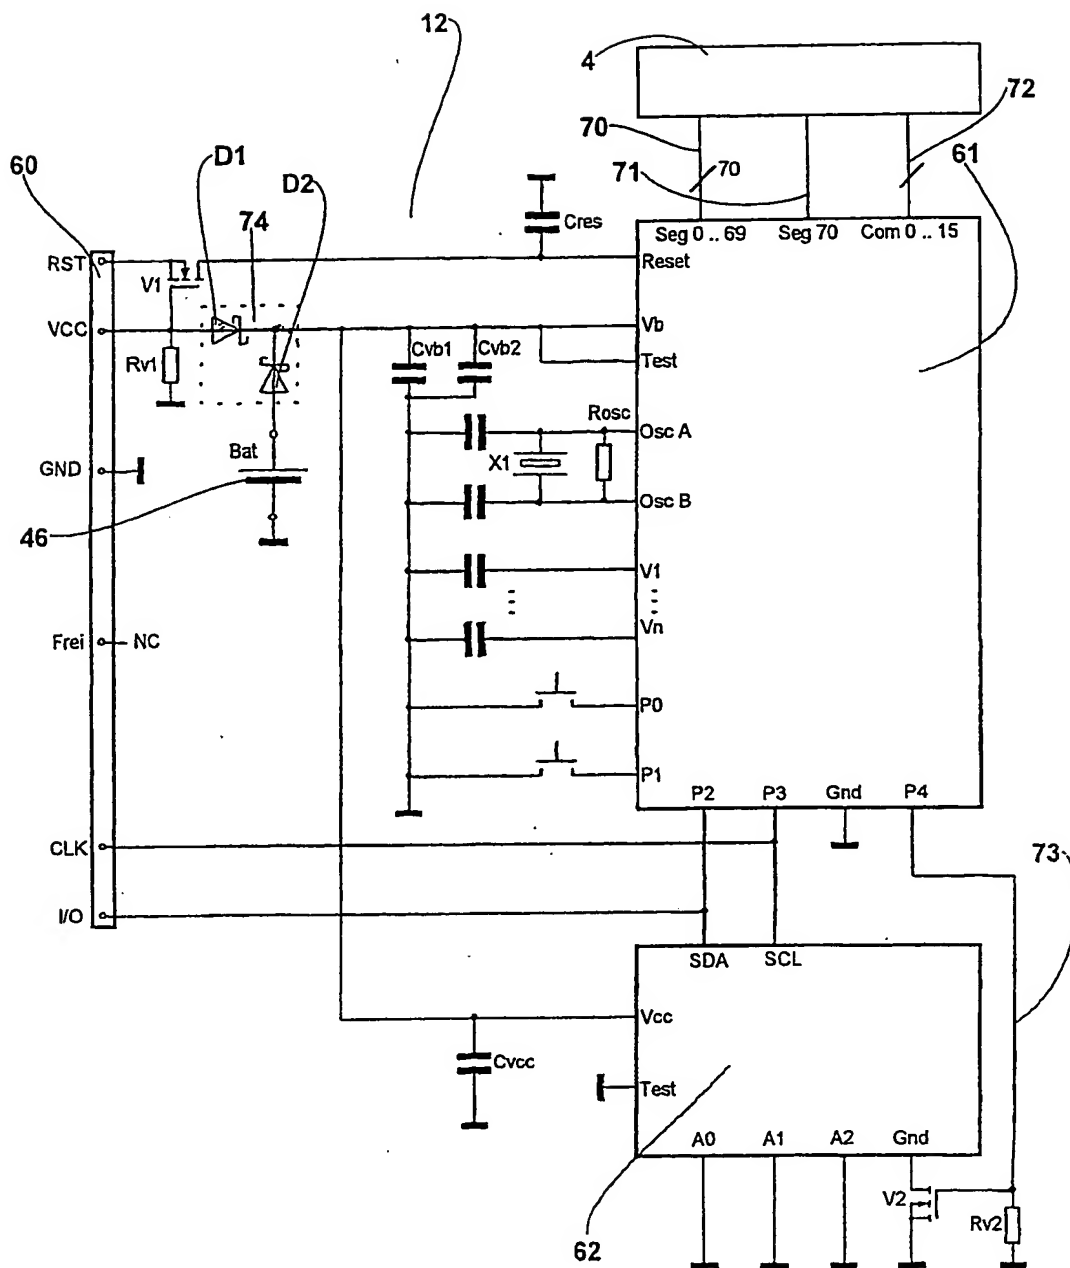 12
4
72
70
60
D1
70
61
D2
71
74
Cres
Seg 0 .. 69
Seg 70
Com 0 .. 15
RST
Reset
V1
VCC
Vb
Cvb1
Cvb2
Rv1
Test
Rosc
Osc A
Bat
X1
GND
Osc B
46
V1
Vn
Frei
NC
P0
P1
P2
P3
Gnd
P4
CLK
73
I/O
SDA
SCL
Vcc
Cvcc
Test
A0
A1
A2
Gnd
V2
Rv2
62